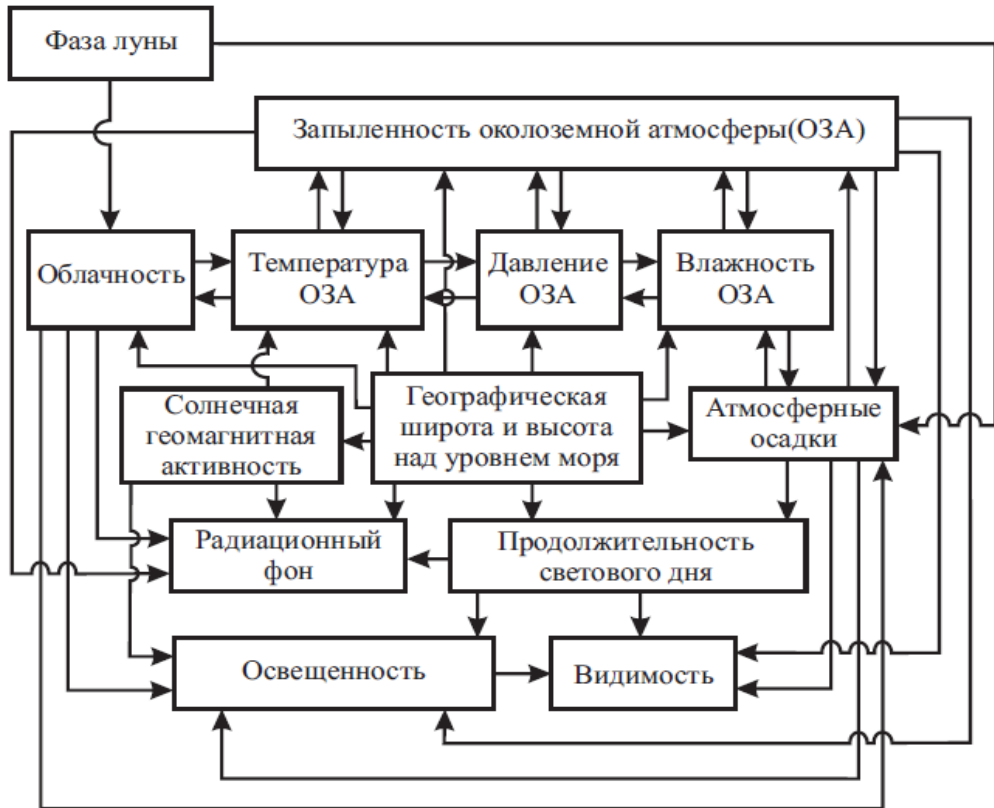 Фаза луны
Запыленность околоземной атмосферы(ОЗА)
Облачность
Температура
ОЗА
Давление
ОЗА
Влажность
ОЗА
Солнечная
геомагнитная
активность
Географическая
широта и высота
над уровнем моря
Атмосферные
осадки
Радиационный
фон
Продолжительность
светового дня
Освещенность
Видимость